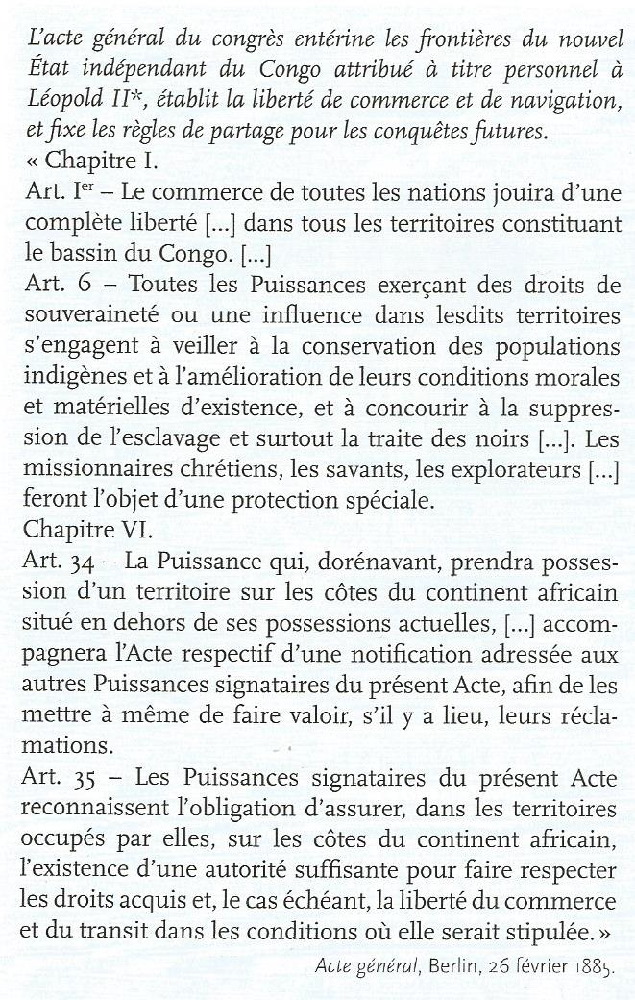 L'acte général du congrès entérine les frontières du nouvel
État indépendant du Congo attribué à titre personnel à
Léopold II*, établit la liberté de commerce et de navigation,
et fixe les règles de partage pour les conquêtes futures.
« Chapitre I.
Art. Ier – Le commerce de toutes les nations jouira d'une
complète liberté [...] dans tous les territoires constituant
le bassin du Congo. [...]
Art. 6 – Toutes les Puissances exerçant des droits de
souveraineté ou une influence dans lesdits territoires
s'engagent à veiller à la conservation des populations
indigènes et à l'amélioration de leurs conditions morales
et matérielles d'existence, et à concourir à la suppres-
sion de l'esclavage et surtout la traite des noirs [...]. Les
missionnaires chrétiens, les savants, les explorateurs [...]
feront l'objet d'une protection spéciale.
Chapitre VI.
Art. 34 – La Puissance qui, dorénavant, prendra posses-
sion d'un territoire sur les côtes du continent africain
situé en dehors de ses possessions actuelles, [...] accom-
pagnera l'Acte respectif d'une notification adressée aux
autres Puissances signataires du présent Acte, afin de les
mettre à même de faire valoir, s'il y a lieu, leurs récla-
mations.
Art. 35 – Les Puissances signataires du présent Acte
reconnaissent l'obligation d'assurer, dans les territoires
occupés par elles, sur les côtes du continent africain,
l'existence d'une autorité suffisante pour faire respecter
les droits acquis et, le cas échéant, la liberté du commerce
et du transit dans les conditions où elle serait stipulée. »
Acte général, Berlin, 26 février 1885.